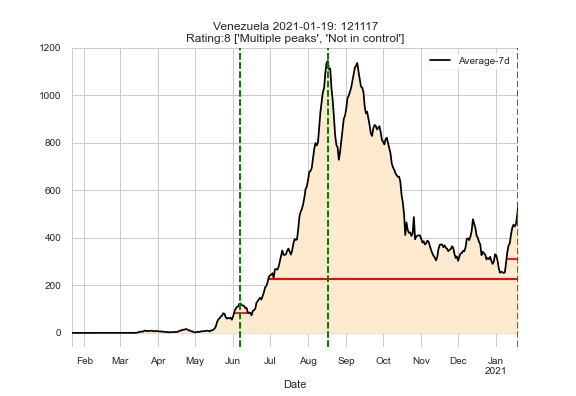 Venezuela 2021-01-19: 121117
Rating:8 ['Multiple peaks', 'Not in control']
1200
1000
800
600
400
200
0
Average-7d
Feb Mar Apr May Jun Jul Aug Sep Oct Nov Dec Jan
2021
Date